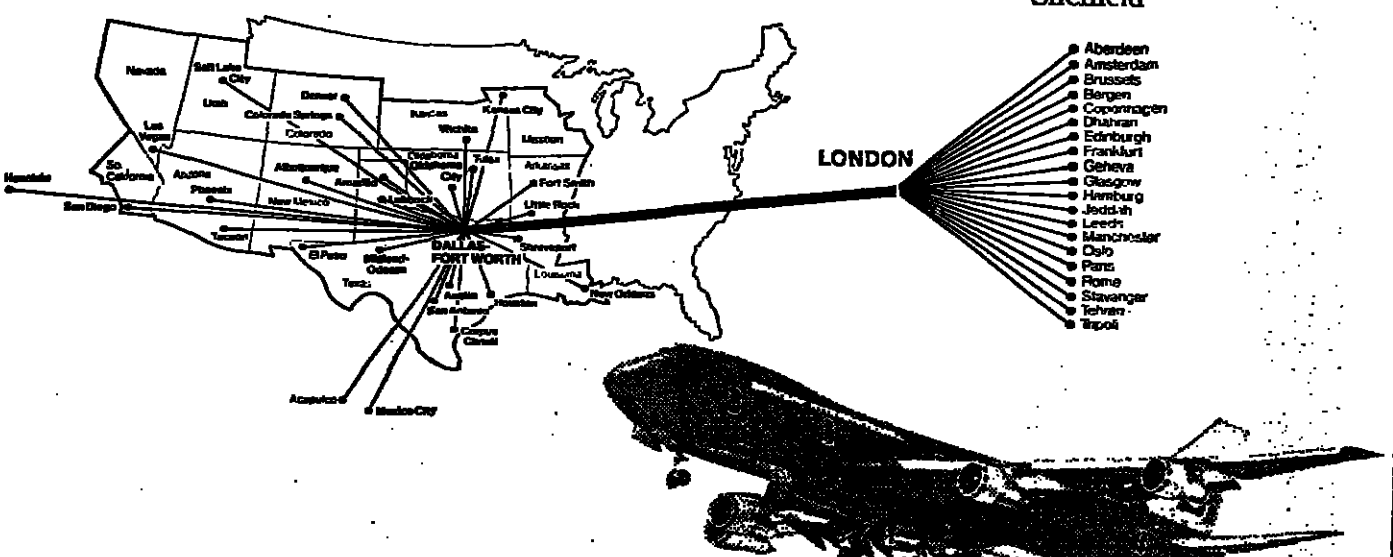 Sheffield
Nevada
Salt Lake
City
Utah
Denver
Colorado Springs
Colorado
Kansas
Kansas City
Wichita
Missouri
Las
Vegas
So.
California
Arizona
Phoenix
Albuquerque
New Mexico
Amarillo
Lubbock
Oklahoma
Oklahoma
City
Tulsa
Arkansas
Fort Smith
Little Rock
Honolulu
San Diego
Tucson
El Paso
Midland-
Odessa
Texas
DALLAS-
FORT WORTH
Shreveport
Louisiana
New Orleans
Austin
Houston
San Antonio
Corpus
Christi
Acapulco
Mexico City
LONDON
Aberdeen
Amsterdam
Brussels
Bergen
Copenhagen
Dhahran
Edinburgh
Frankfurt
Geneva
Glasgow
Hamburg
Jeddah
Leeds
Manchester
Oslo
Paris
Rome
Stavanger
Tehran
Tripoli